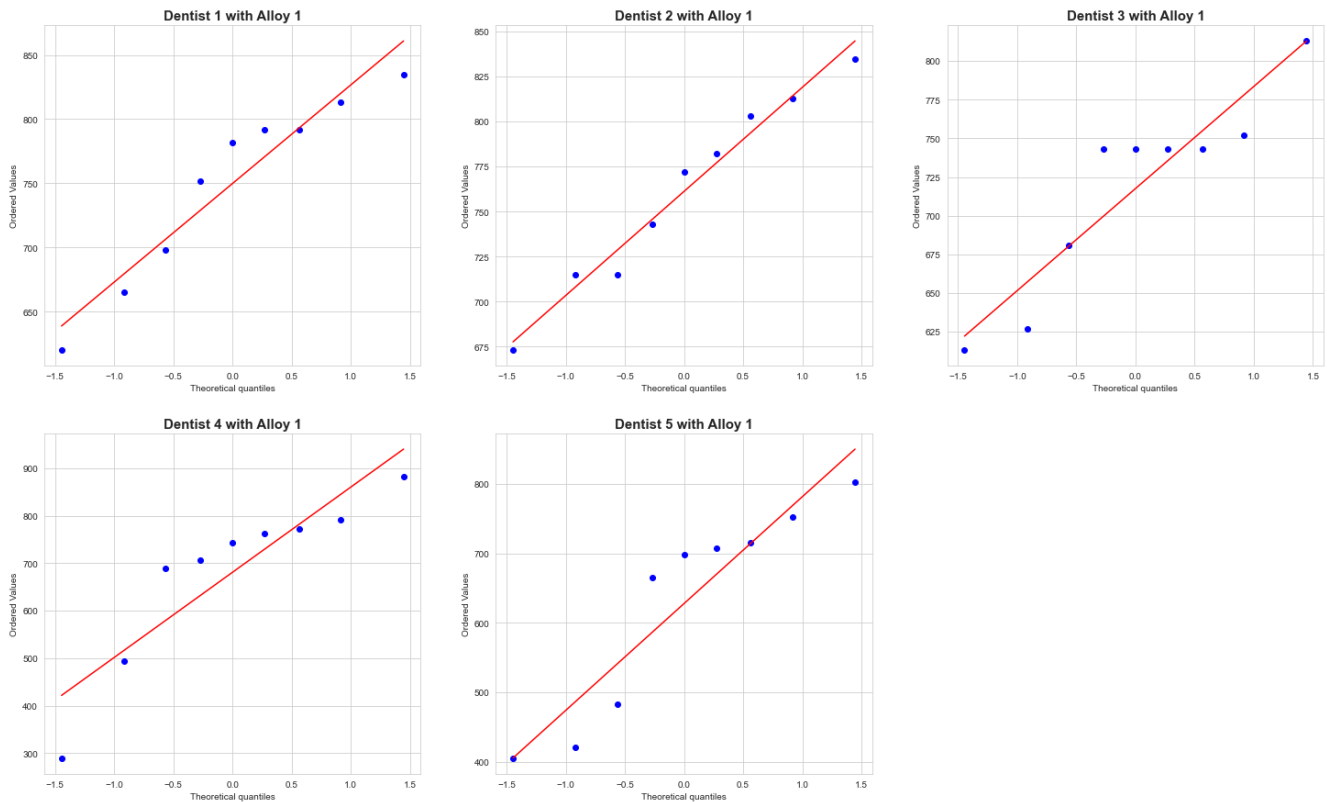 Dentist 1 with Alloy 1
Ordered Values
850
800
750
700
650
−1.5 −1.0 −0.5 0.0 0.5 1.0 1.5
Theoretical quantiles
Dentist 2 with Alloy 1
Ordered Values
850
825
800
775
750
725
700
675
−1.5 −1.0 −0.5 0.0 0.5 1.0 1.5
Theoretical quantiles
Dentist 3 with Alloy 1
Ordered Values
800
775
750
725
700
675
650
625
−1.5 −1.0 −0.5 0.0 0.5 1.0 1.5
Theoretical quantiles
Dentist 4 with Alloy 1
Ordered Values
900
800
700
600
500
400
300
−1.5 −1.0 −0.5 0.0 0.5 1.0 1.5
Theoretical quantiles
Dentist 5 with Alloy 1
Ordered Values
800
700
600
500
400
−1.5 −1.0 −0.5 0.0 0.5 1.0 1.5
Theoretical quantiles